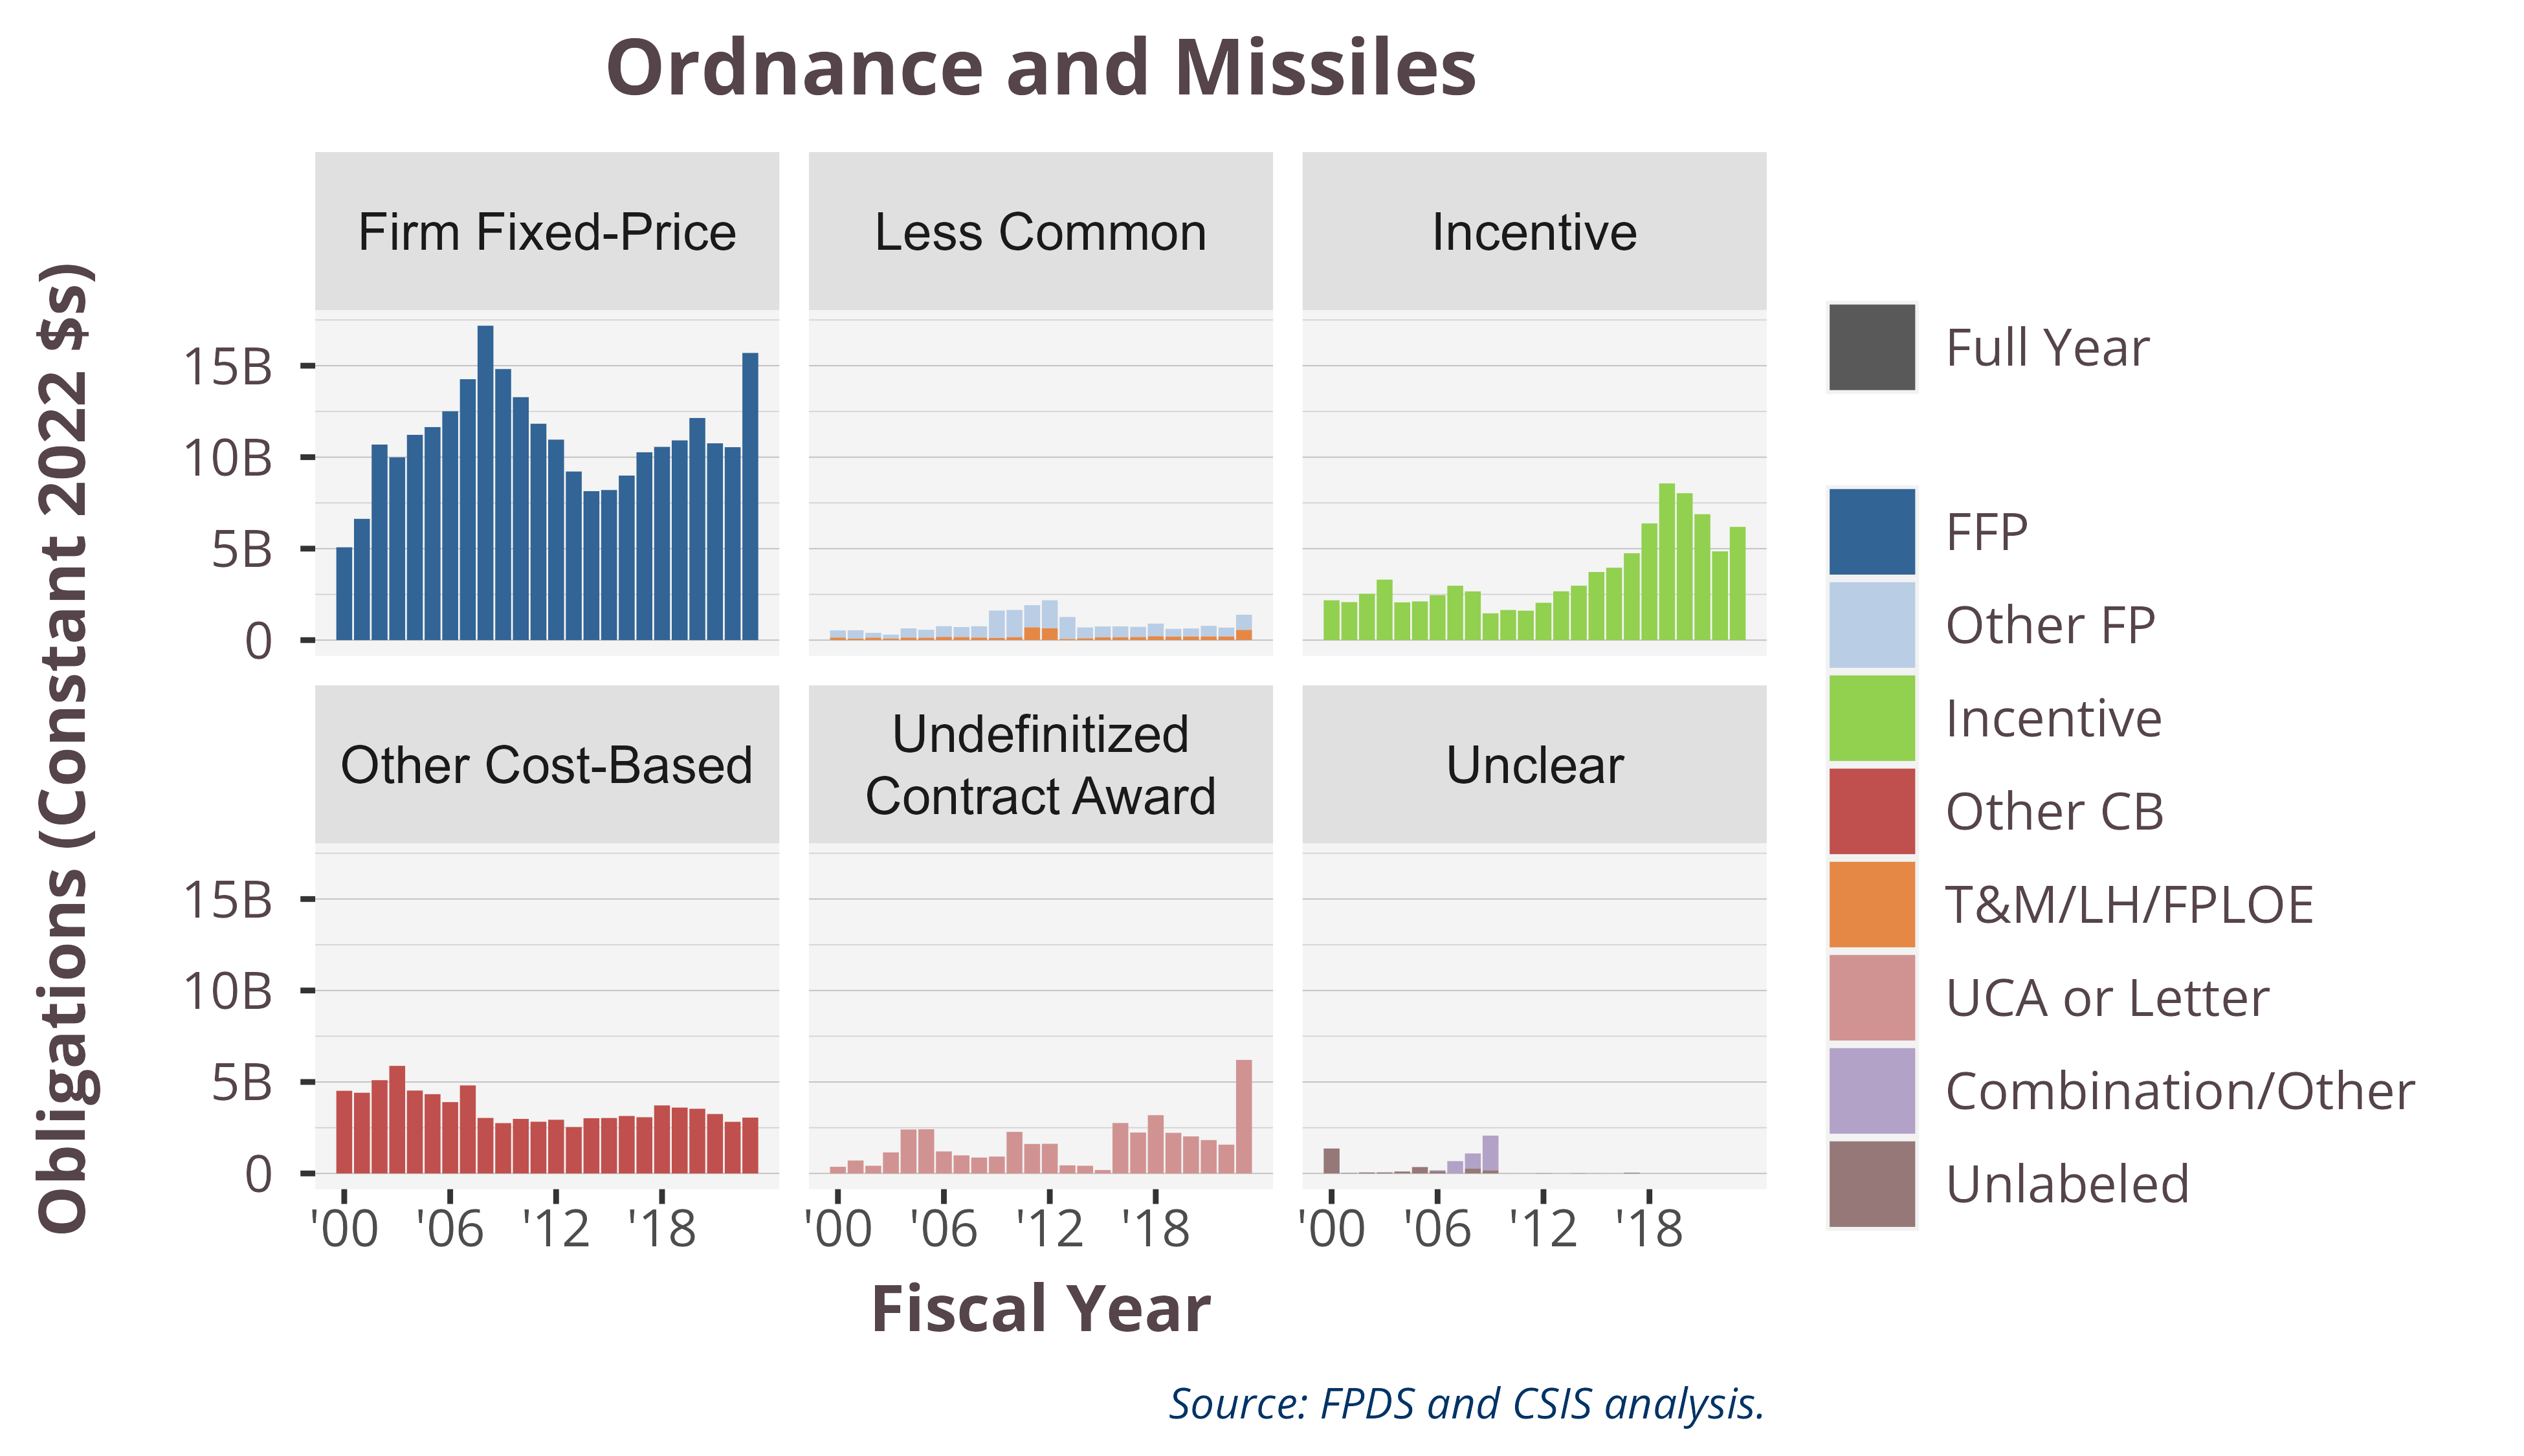 Ordnance and Missiles
Firm Fixed-Price
Less Common
Incentive
Obligations (Constant 2022 $s)
15B
10B
5B
0
Other Cost-Based
Undefinitized
Contract Award
Unclear
15B
10B
5B
0
'00 '06 '12 '18
'00 '06 '12 '18
'00 '06 '12 '18
Fiscal Year
Full Year
FFP
Other FP
Incentive
Other CB
T&M/LH/FPLOE
UCA or Letter
Combination/Other
Unlabeled
Source: FPDS and CSIS analysis.